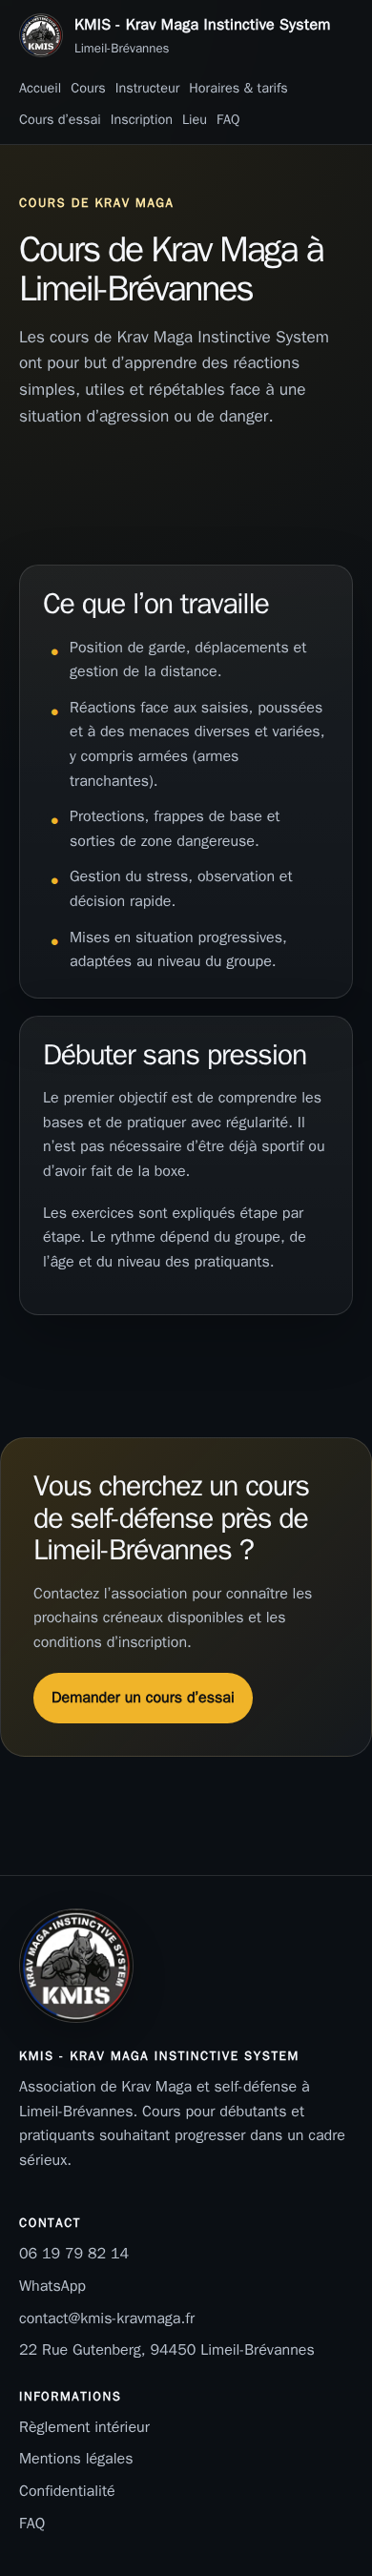 KMIS - Krav Maga Instinctive System
Limeil-Brévannes
Accueil Cours Instructeur Horaires & tarifs
Cours d'essai Inscription Lieu FAQ
COURS DE KRAV MAGA
Cours de Krav Maga à
Limeil-Brévannes
Les cours de Krav Maga Instinctive System
ont pour but d'apprendre des réactions
simples, utiles et répétables face à une
situation d'agression ou de danger.
Ce que l'on travaille
Position de garde, déplacements et
gestion de la distance.
Réactions face aux saisies, poussées
et à des menaces diverses et variées,
y compris armées (armes
tranchantes).
Protections, frappes de base et
sorties de zone dangereuse.
Gestion du stress, observation et
décision rapide.
Mises en situation progressives,
adaptées au niveau du groupe.
Débuter sans pression
Le premier objectif est de comprendre les
bases et de pratiquer avec régularité. Il
n'est pas nécessaire d'être déjà sportif ou
d'avoir fait de la boxe.
Les exercices sont expliqués étape par
étape. Le rythme dépend du groupe, de
l'âge et du niveau des pratiquants.
Vous cherchez un cours
de self-défense près de
Limeil-Brévannes ?
Contactez l'association pour connaître les
prochains créneaux disponibles et les
conditions d'inscription.
Demander un cours d'essai
KRAV MAGA•INSTINCTIVE SYSTEM
KMIS
KMIS - KRAV MAGA INSTINCTIVE SYSTEM
Association de Krav Maga et self-défense à
Limeil-Brévannes. Cours pour débutants et
pratiquants souhaitant progresser dans un cadre
sérieux.
CONTACT
06 19 79 82 14
WhatsApp
contact@kmis-kravmaga.fr
22 Rue Gutenberg, 94450 Limeil-Brévannes
INFORMATIONS
Règlement intérieur
Mentions légales
Confidentialité
FAQ